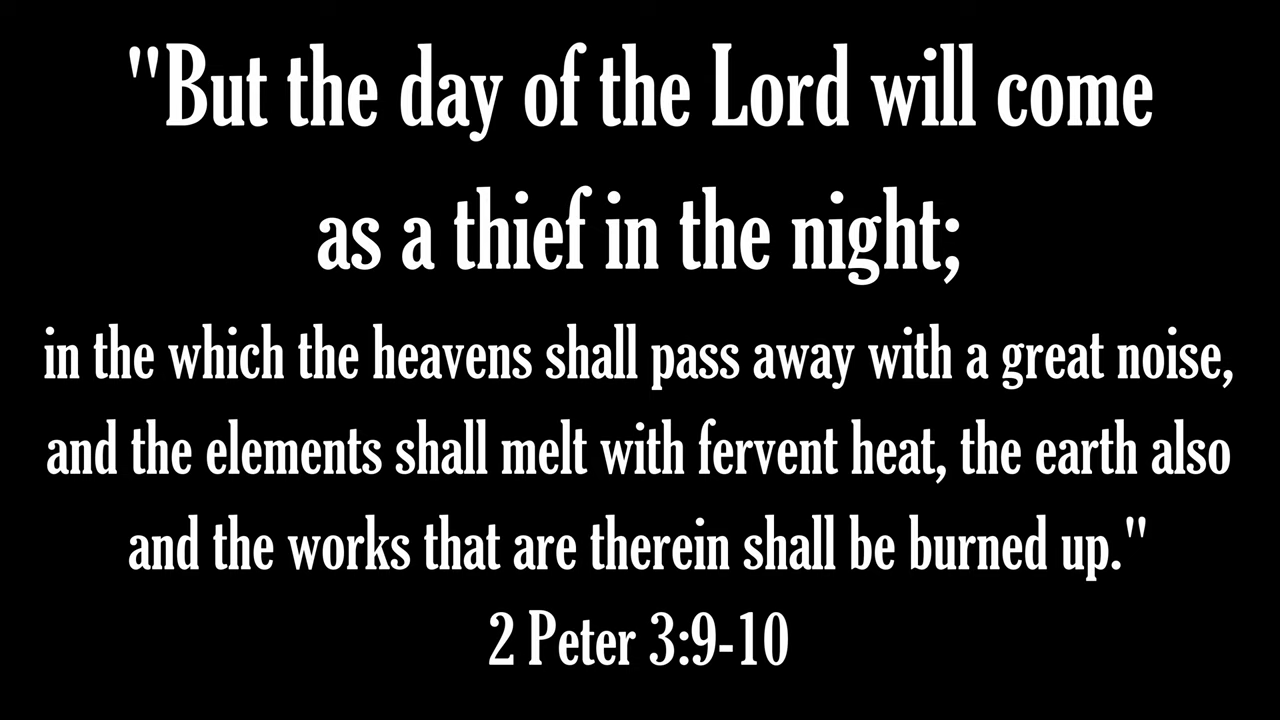 "But the day of the Lord will come
as a thief in the night;
in the which the heavens shall pass away with a great noise,
and the elements shall melt with fervent heat, the earth also
and the works that are therein shall be burned up."
2 Peter 3:9-10